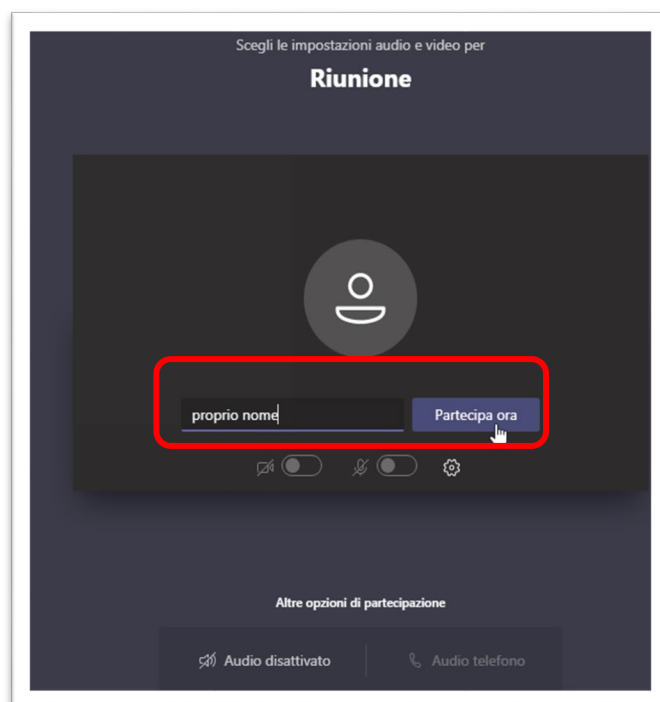 Scegli le impostazioni audio e video per
Riunione
proprio nome
Partecipa ora
Altre opzioni di partecipazione
Audio disattivato
Audio telefono